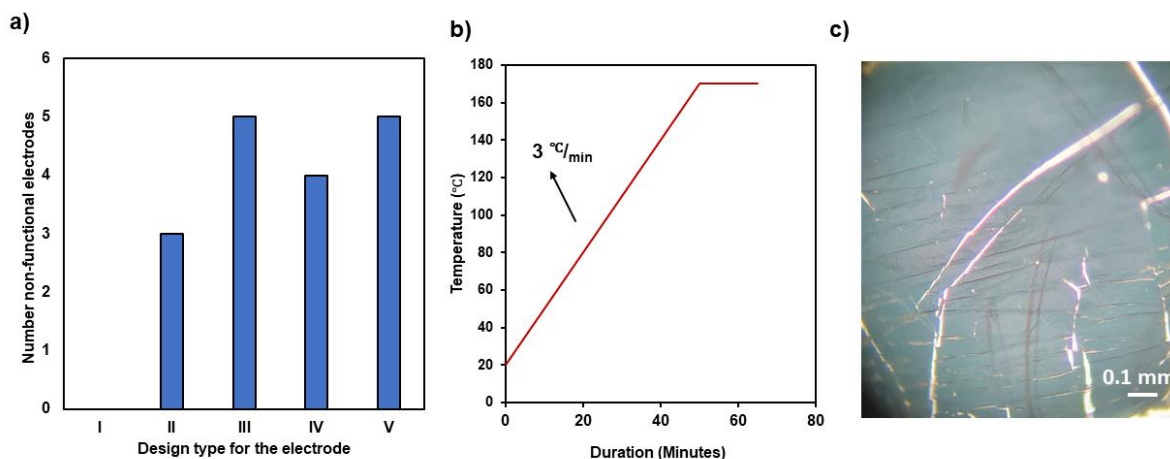 a)
Number non-functional electrodes
6
5
4
3
2
1
0
I II III IV V
Design type for the electrode
b)
Temperature (°C)
180
160
140
120
100
80
60
40
20
0
3 °C/min
0 20 40 60 80
Duration (Minutes)
c)
0.1 mm